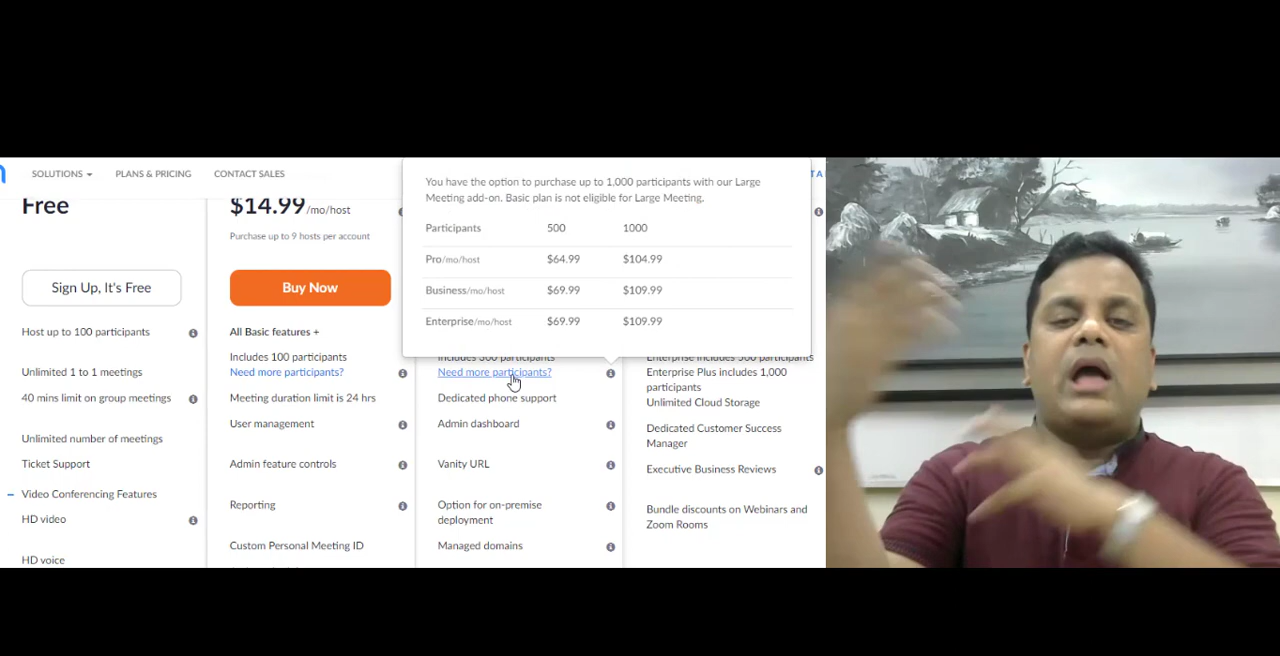 SOLUTIONS
PLANS & PRICING
CONTACT SALES
Free
$14.99/mo/host
Purchase up to 9 hosts per account
Sign Up, It's Free
Buy Now
Host up to 100 participants
Unlimited 1 to 1 meetings
40 mins limit on group meetings
Unlimited number of meetings
Ticket Support
Video Conferencing Features
HD video
HD voice
All Basic features +
Includes 100 participants
Need more participants?
Meeting duration limit is 24 hrs
User management
Admin feature controls
Reporting
Custom Personal Meeting ID
You have the option to purchase up to 1,000 participants with our Large
Meeting add-on. Basic plan is not eligible for Large Meeting.
Participants 500 1000
Pro/mo/host $64.99 $104.99
Business/mo/host $69.99 $109.99
Enterprise/mo/host $69.99 $109.99
Includes 300 participants
Need more participants?
Dedicated phone support
Admin dashboard
Vanity URL
Option for on-premise
deployment
Managed domains
Enterprise includes 500 participants
Enterprise Plus includes 1,000
participants
Unlimited Cloud Storage
Dedicated Customer Success
Manager
Executive Business Reviews
Bundle discounts on Webinars and
Zoom Rooms